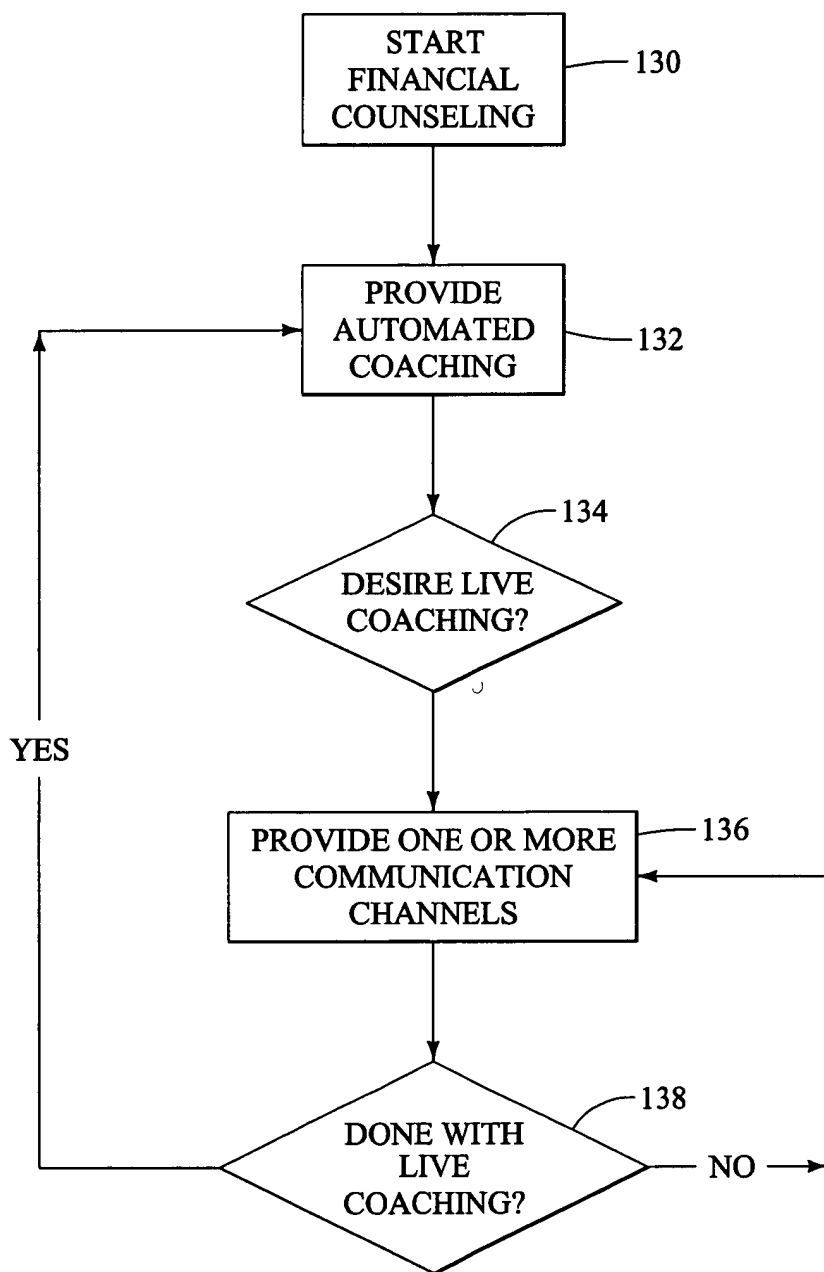 START
FINANCIAL
COUNSELING
130
PROVIDE
AUTOMATED
COACHING
132
134
DESIRE LIVE
COACHING?
YES
PROVIDE ONE OR MORE
COMMUNICATION
CHANNELS
136
138
DONE WITH
LIVE
COACHING?
NO